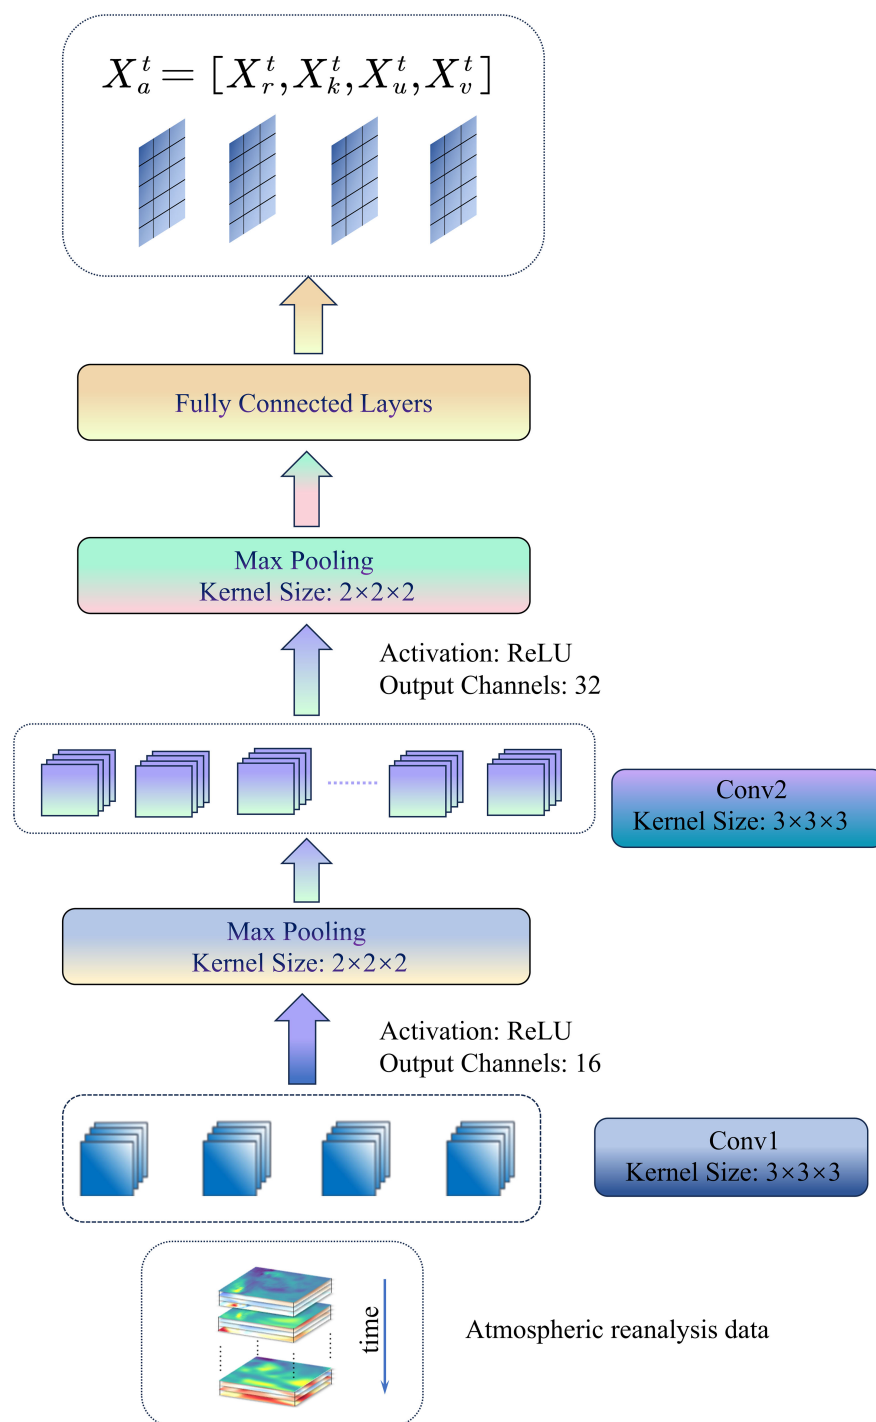 X_a^t = [X_r^t, X_k^t, X_u^t, X_v^t]
Fully Connected Layers
Max Pooling
Kernel Size: 2×2×2
Activation: ReLU
Output Channels: 32
Conv2
Kernel Size: 3×3×3
Max Pooling
Kernel Size: 2×2×2
Activation: ReLU
Output Channels: 16
Conv1
Kernel Size: 3×3×3
time
Atmospheric reanalysis data